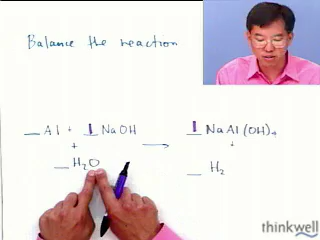 Balance the reaction
_ Al + 1 NaOH → 1 NaAl(OH)4
+ +
_ H2O _ H2
thinkwell